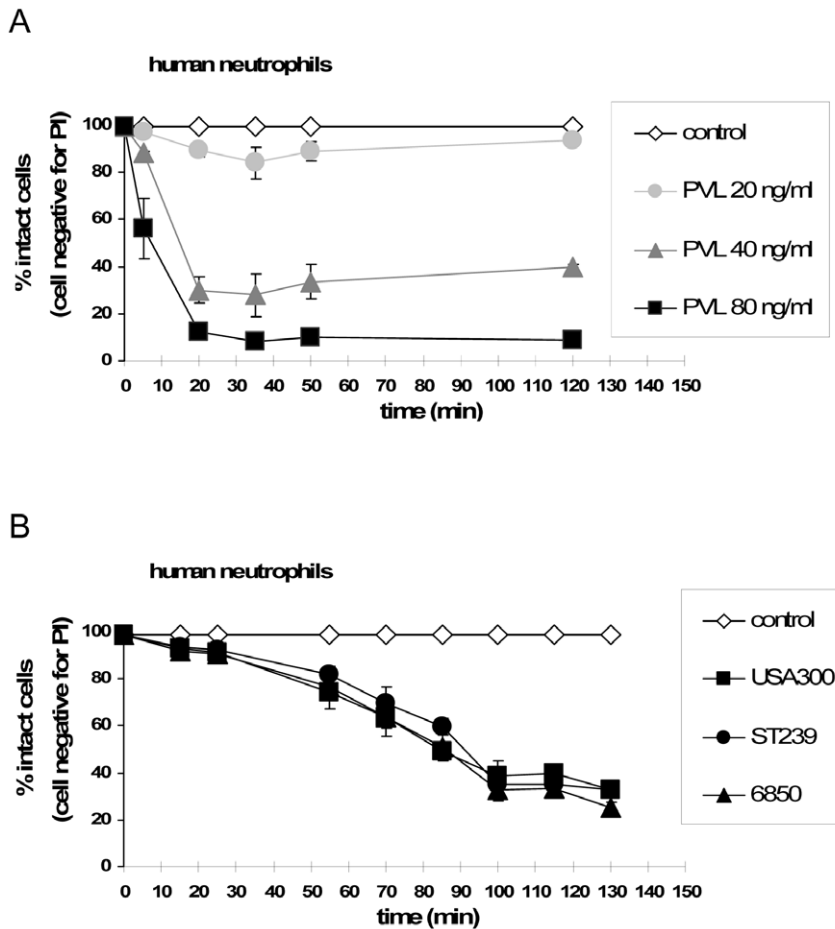 A
human neutrophils
% intact cells
(cell negative for PI)
100
80
60
40
20
0
0 10 20 30 40 50 60 70 80 90 100 110 120 130 140 150
time (min)
control
PVL 20 ng/ml
PVL 40 ng/ml
PVL 80 ng/ml
B
human neutrophils
% intact cells
(cell negative for PI)
100
80
60
40
20
0
0 10 20 30 40 50 60 70 80 90 100 110 120 130 140 150
time (min)
control
USA300
ST239
6850